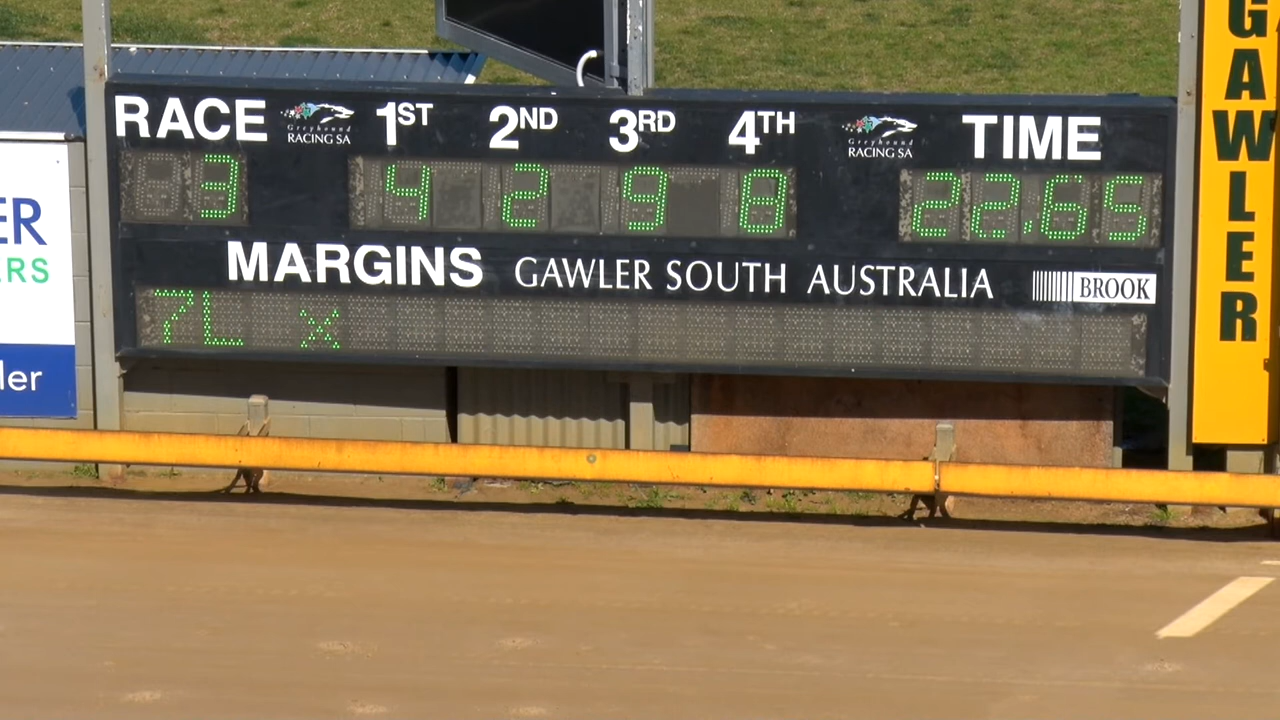 RACE Greyhound RACING SA 1ST 2ND 3RD 4TH Greyhound RACING SA TIME
3 4 2 9 8 22.65
MARGINS GAWLER SOUTH AUSTRALIA BROOK
7L X
GAWLER
ER
ERS
ler